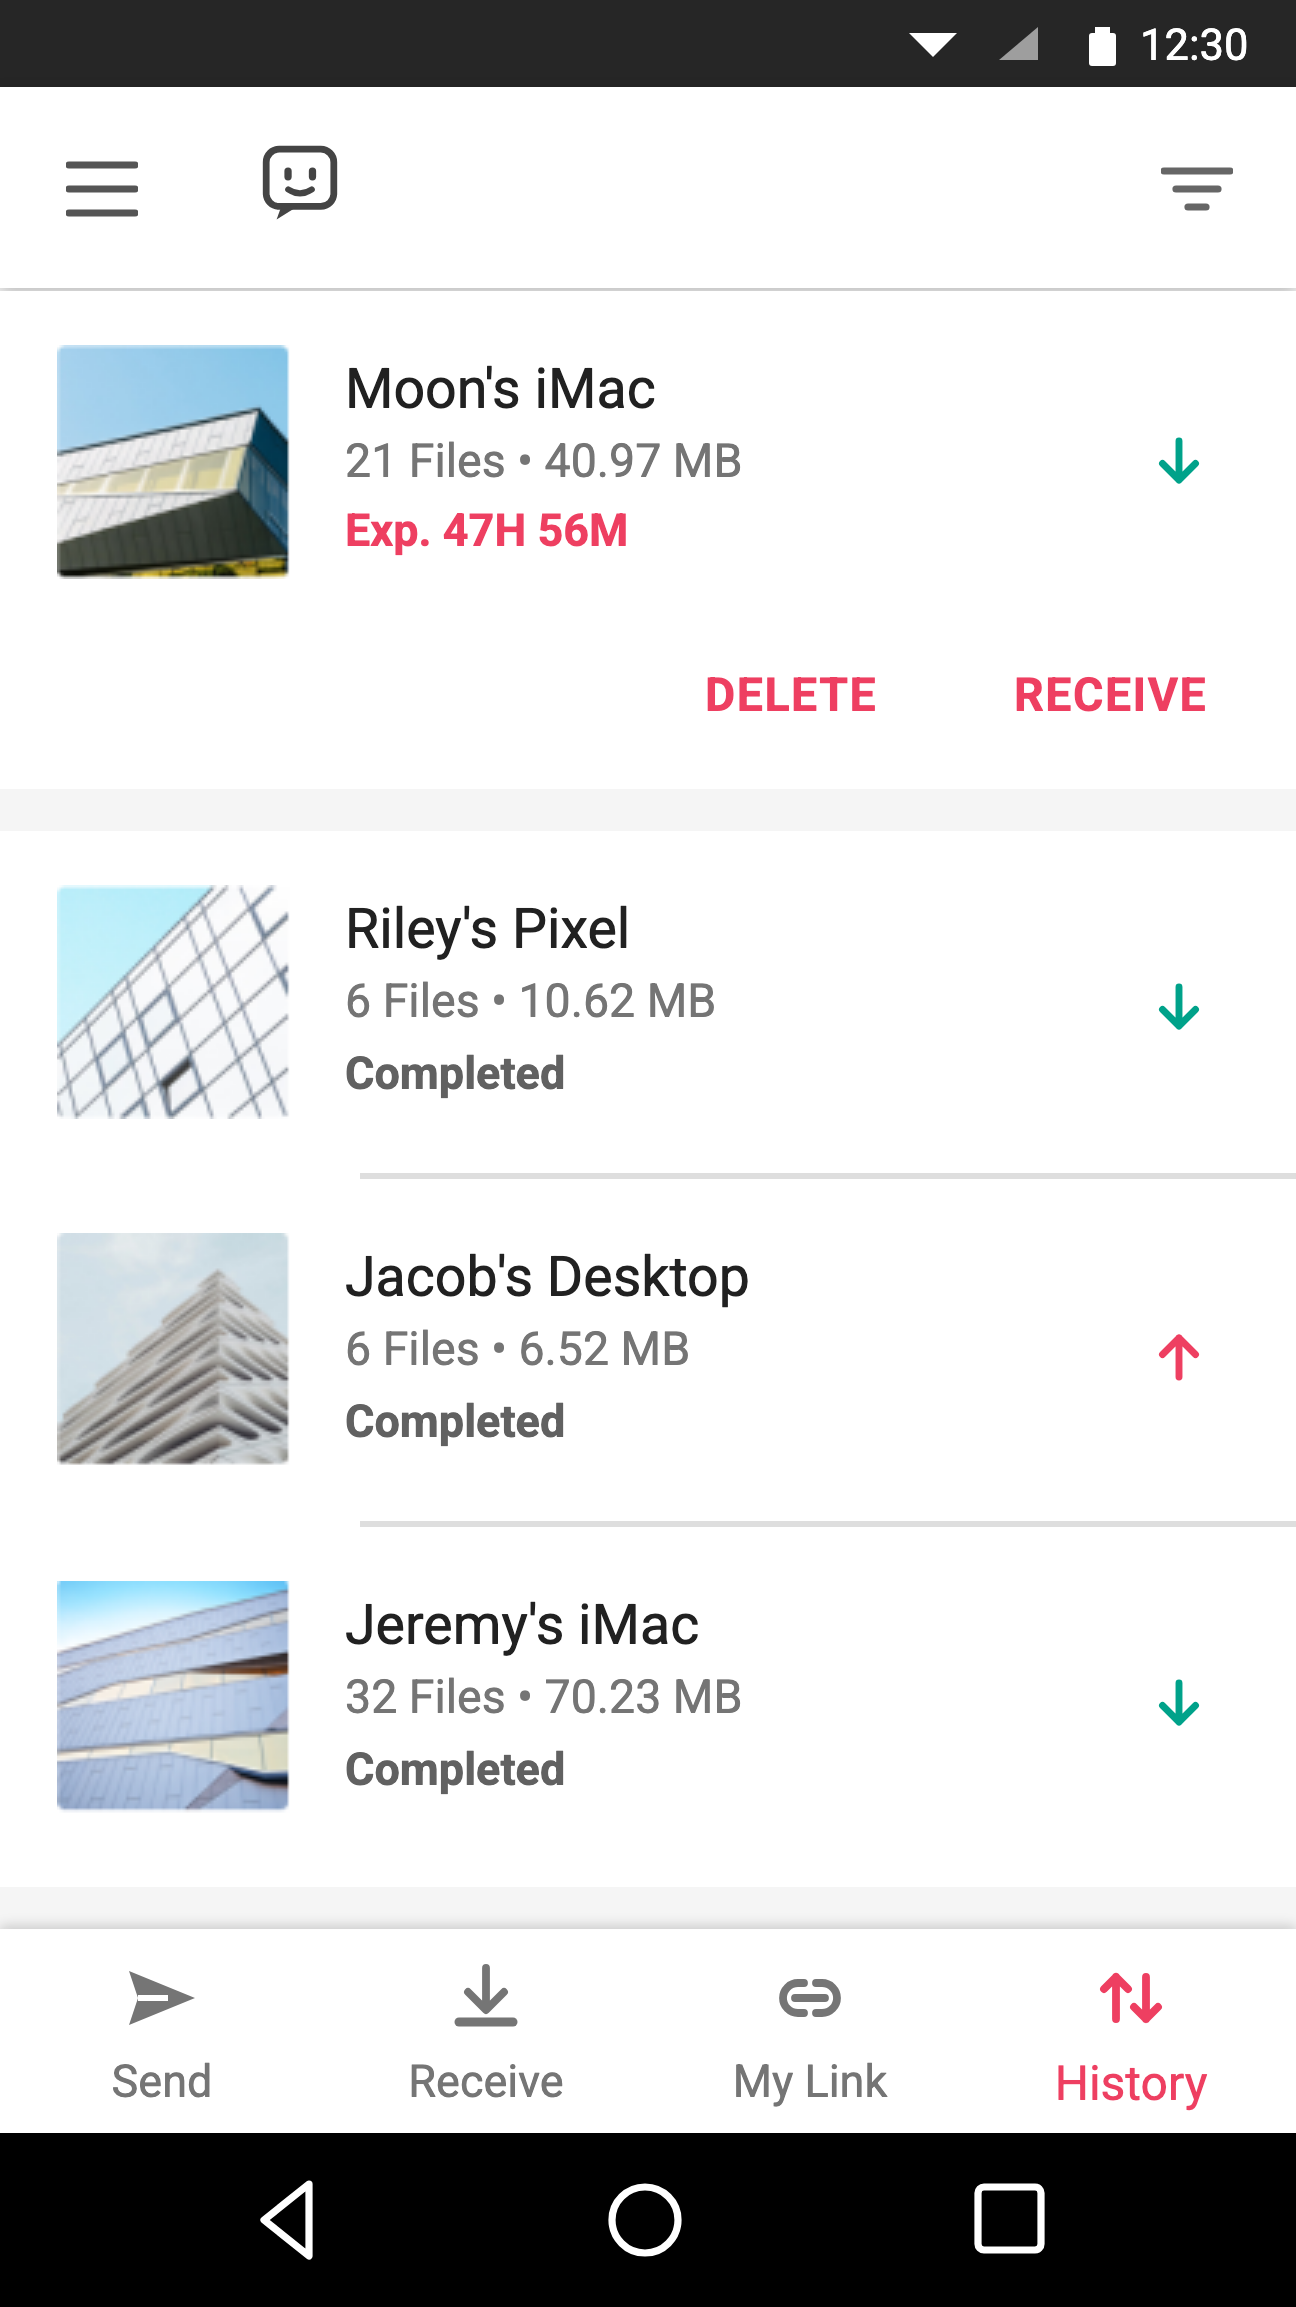 12:30
Moon's iMac
21 Files • 40.97 MB
Exp. 47H 56M
DELETE RECEIVE
Riley's Pixel
6 Files • 10.62 MB
Completed
Jacob's Desktop
6 Files • 6.52 MB
Completed
Jeremy's iMac
32 Files • 70.23 MB
Completed
Send Receive My Link History